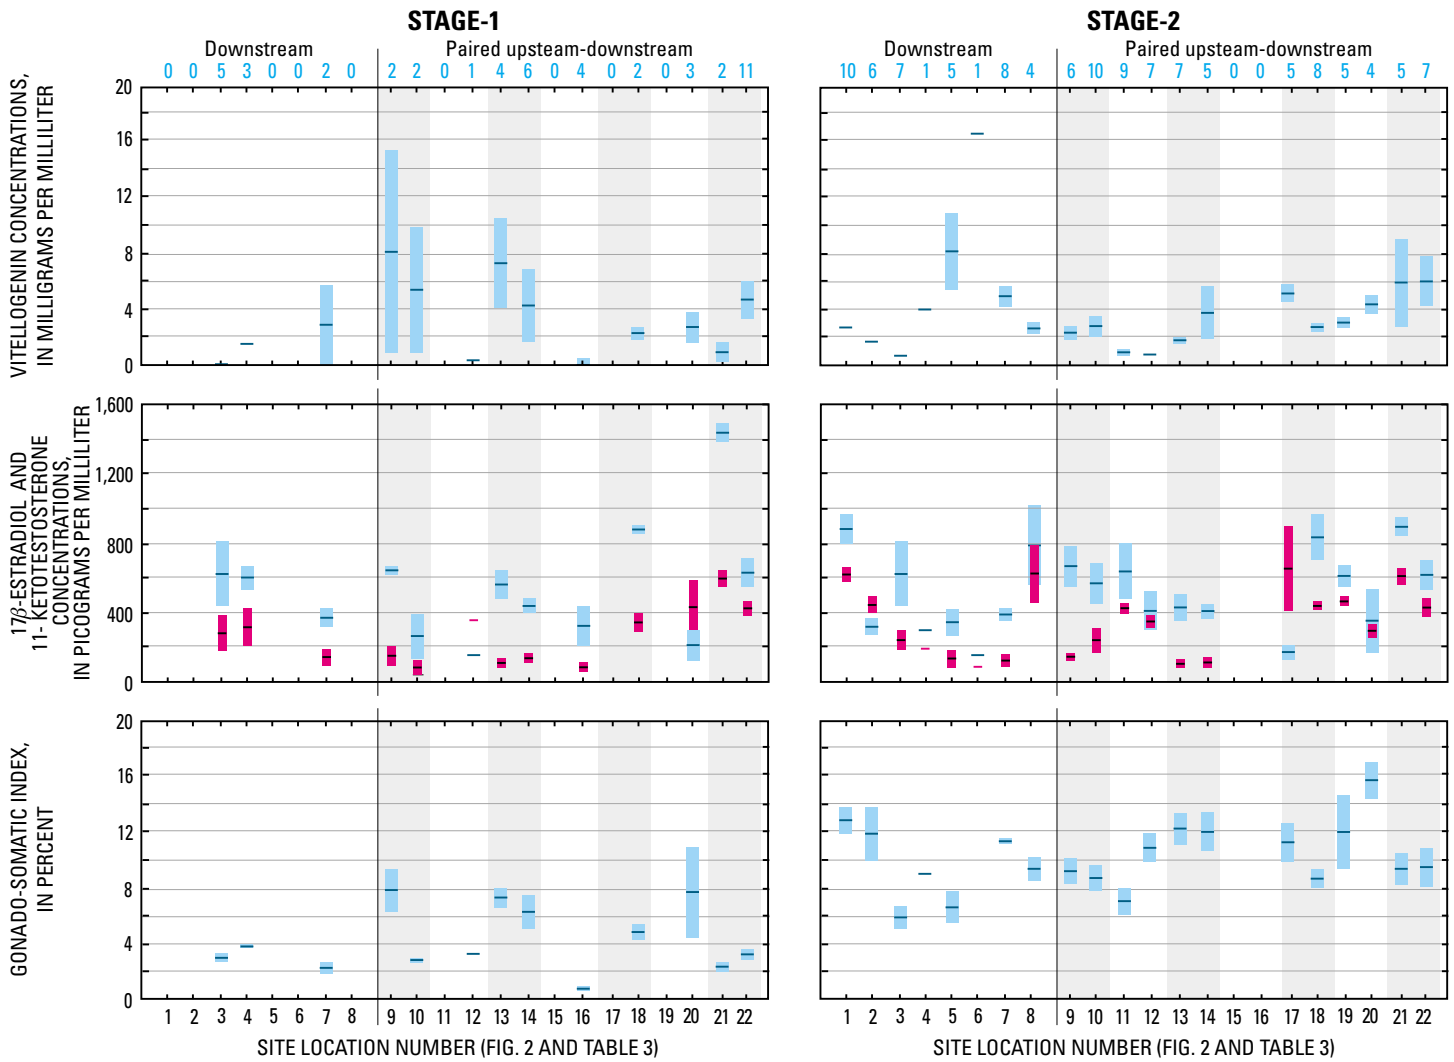 STAGE-1 STAGE-2
Downstream Paired upsteam-downstream Downstream Paired upsteam-downstream
0 0 5 3 0 0 2 0 2 2 0 1 4 6 0 4 0 2 0 3 2 11 10 6 7 1 5 1 8 4 6 10 9 7 7 5 0 0 5 8 5 4 5 7
VITELLOGENIN CONCENTRATIONS,
IN MILLIGRAMS PER MILLILITER
20
16
12
8
4
0
17β-ESTRADIOL AND
11- KETOTESTOSTERONE
CONCENTRATIONS,
IN PICOGRAMS PER MILLILITER
1,600
1,200
800
400
0
GONADO-SOMATIC INDEX,
IN PERCENT
20
16
12
8
4
0
1 2 3 4 5 6 7 8 9 10 11 12 13 14 15 16 17 18 19 20 21 22 1 2 3 4 5 6 7 8 9 10 11 12 13 14 15 16 17 18 19 20 21 22
SITE LOCATION NUMBER (FIG. 2 AND TABLE 3) SITE LOCATION NUMBER (FIG. 2 AND TABLE 3)